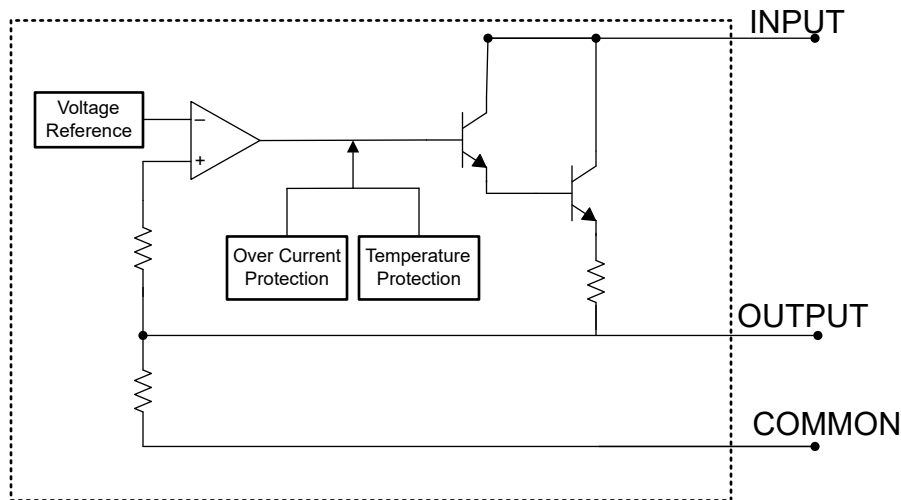 INPUT
Voltage
Reference
−
+
Over Current
Protection
Temperature
Protection
OUTPUT
COMMON